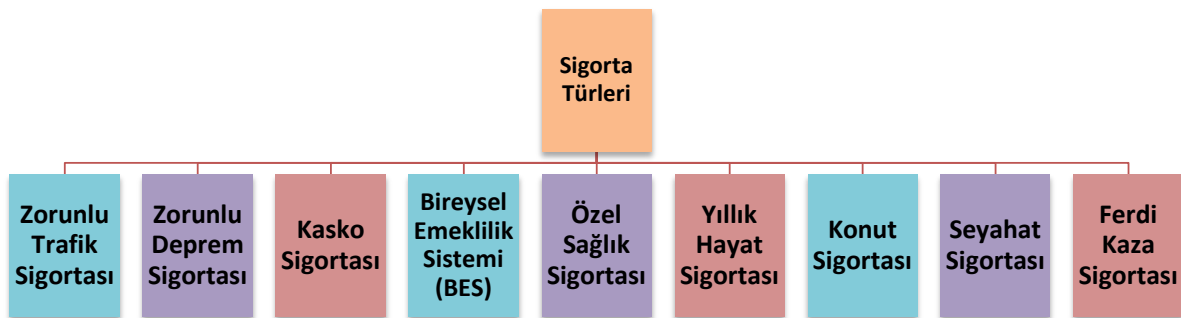 Sigorta
Türleri
Zorunlu
Trafik
Sigortası
Zorunlu
Deprem
Sigortası
Kasko
Sigortası
Bireysel
Emeklilik
Sistemi
(BES)
Özel
Sağlık
Sigortası
Yıllık
Hayat
Sigortası
Konut
Sigortası
Seyahat
Sigortası
Ferdi
Kaza
Sigortası